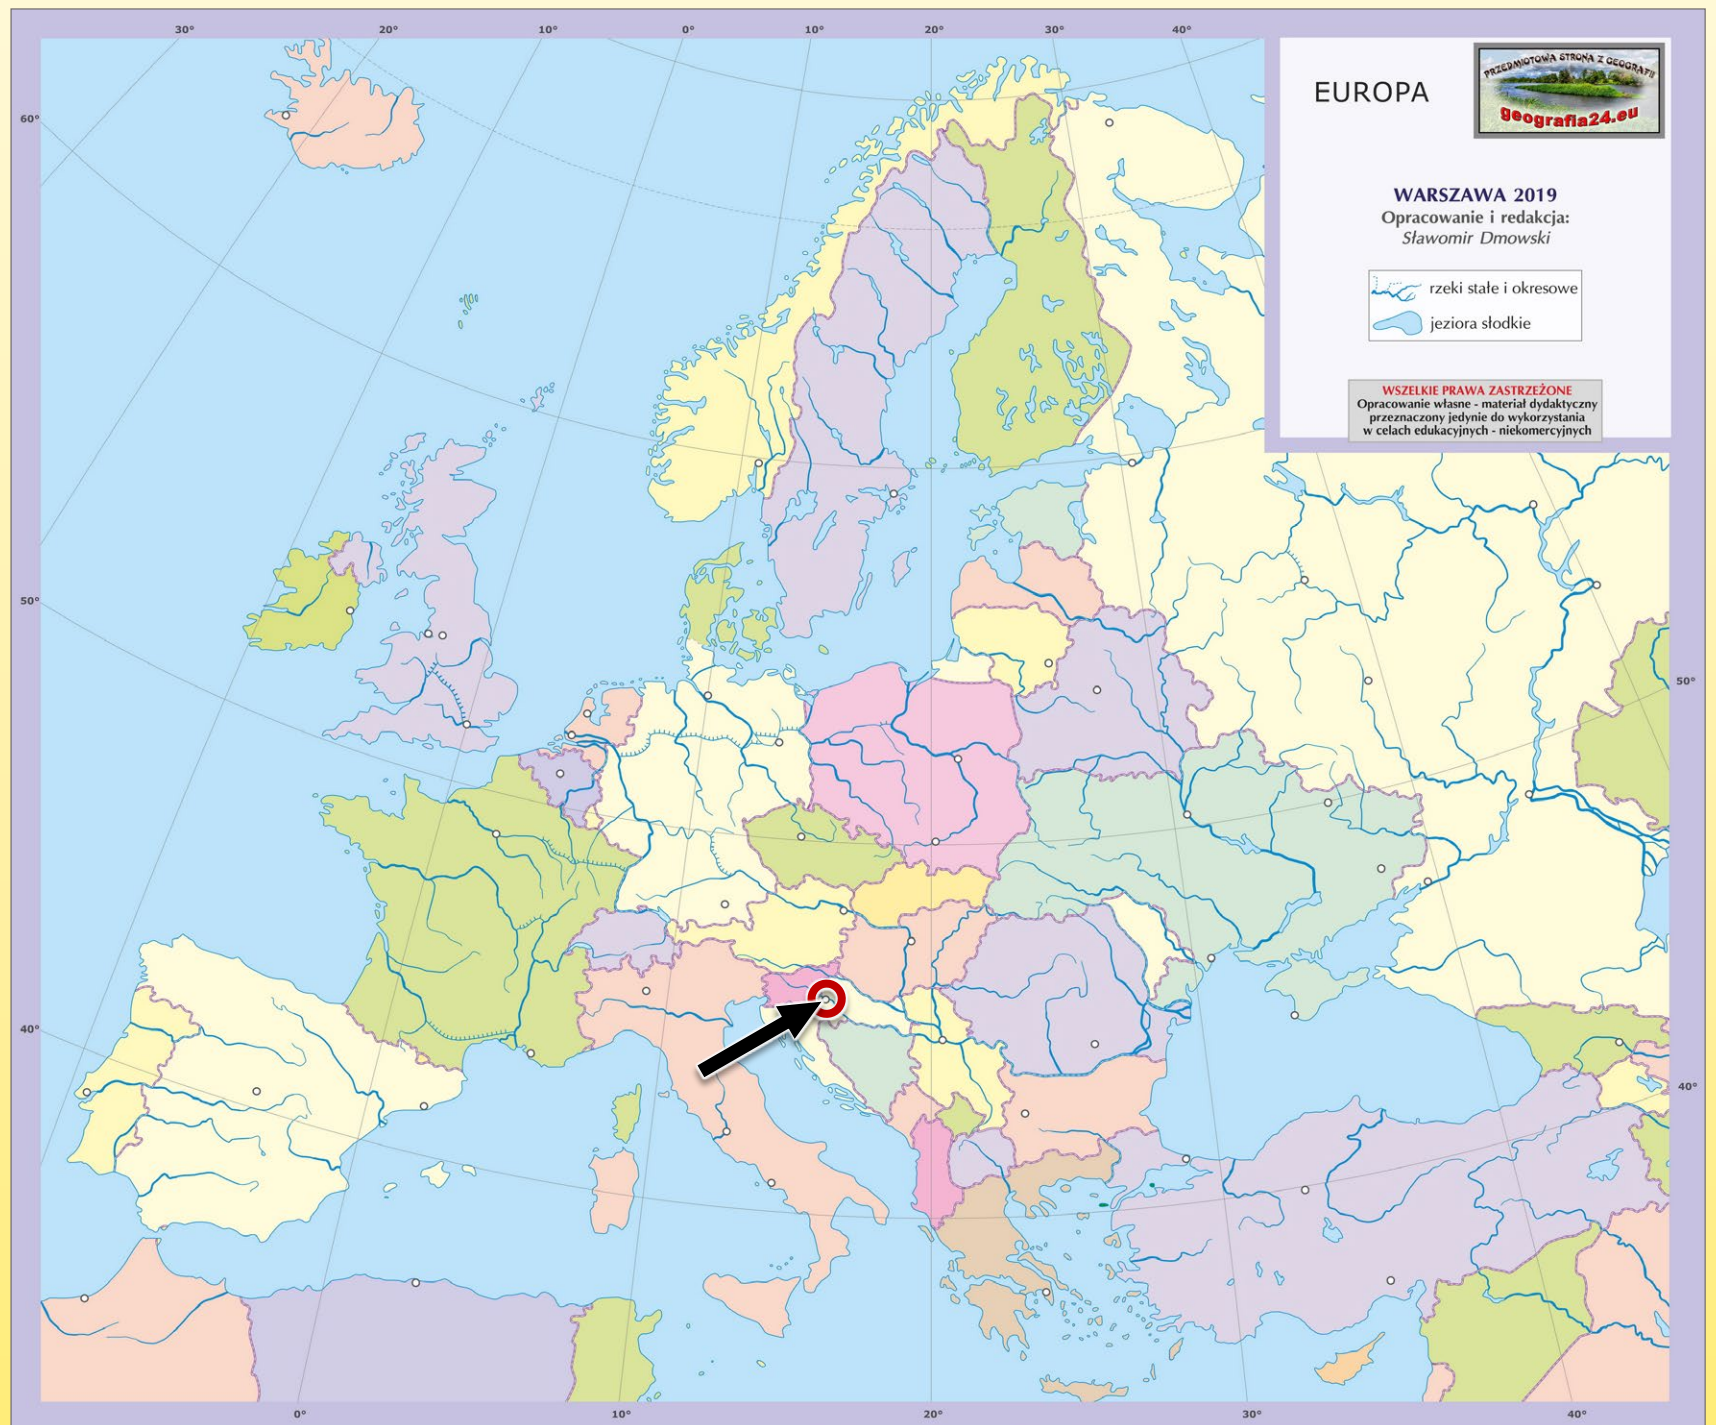 30°
20°
10°
0°
10°
20°
30°
40°
60°
50°
40°
50°
40°
0°
10°
20°
30°
40°
EUROPA
PRZEDMIOTOWA STRONA Z GEOGRAFII
geografia24.eu
WARSZAWA 2019
Opracowanie i redakcja:
Sławomir Dmowski
rzeki stałe i okresowe
jeziora słodkie
WSZELKIE PRAWA ZASTRZEŻONE
Opracowanie własne - materiał dydaktyczny
przeznaczony jedynie do wykorzystania
w celach edukacyjnych - niekomercyjnych